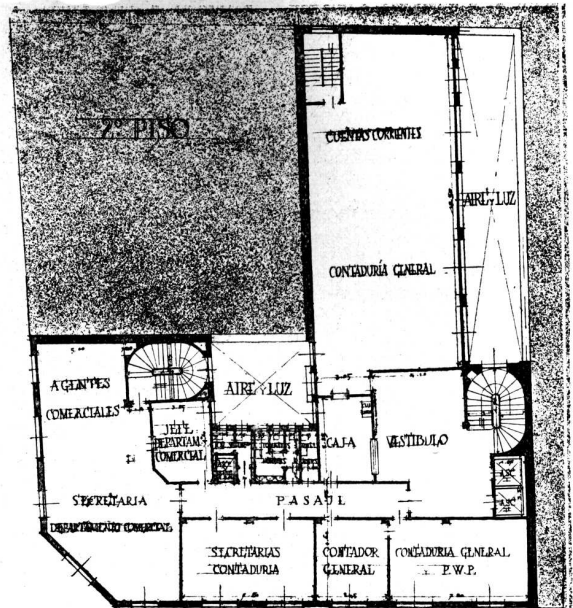 2º PISO
CUENTAS CORRIENTES
AIRE Y LUZ
CONTADURÍA GENERAL
AGENTES
COMERCIALES
AIRE Y LUZ
JEFE
DEPARTAM.
COMERCIAL
CAJA
VESTIBULO
PASAJE
SECRETARIA
DEPARTAMENTO COMERCIAL
SECRETARIAS
CONTADURIA
CONTADOR
GENERAL
CONTADURIA GENERAL
P.W.P.